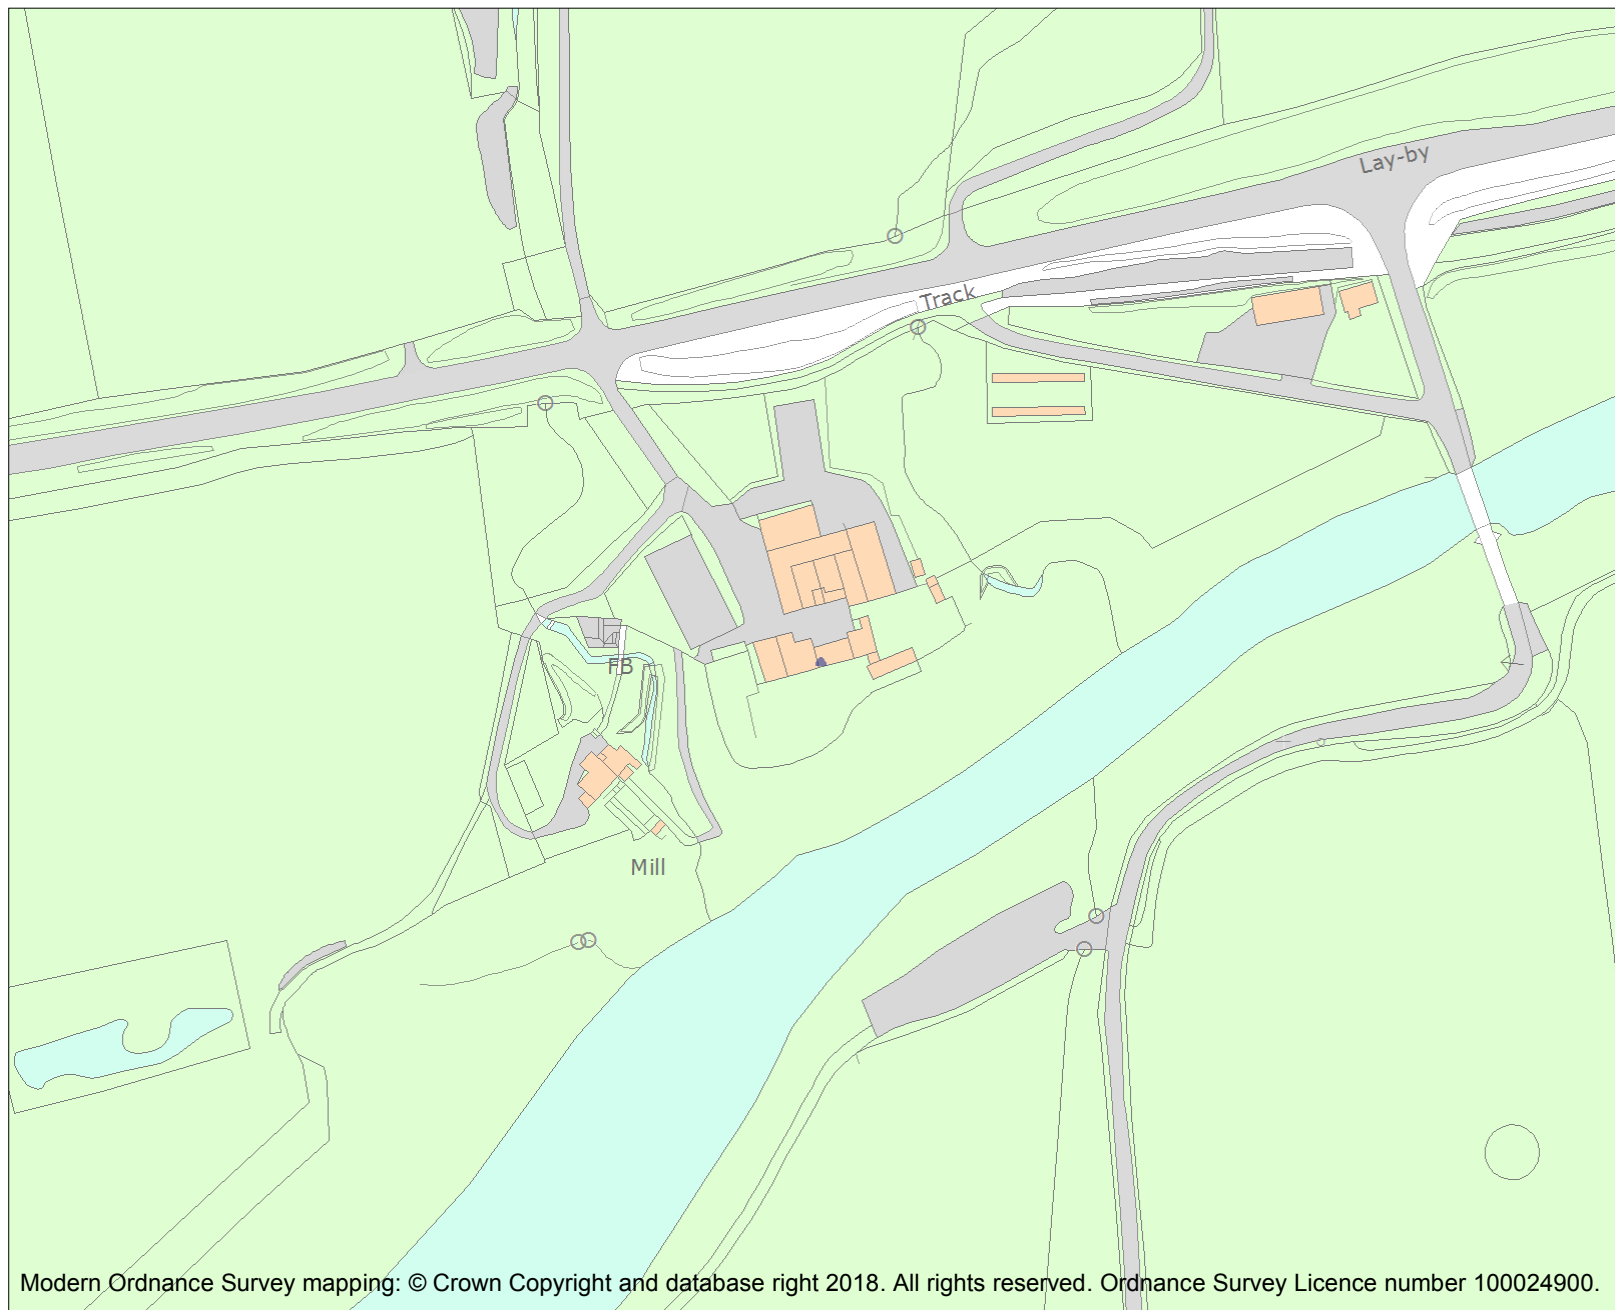 Lay-by
Track
FB
Mill
Modern Ordnance Survey mapping: © Crown Copyright and database right 2018. All rights reserved. Ordnance Survey Licence number 100024900.